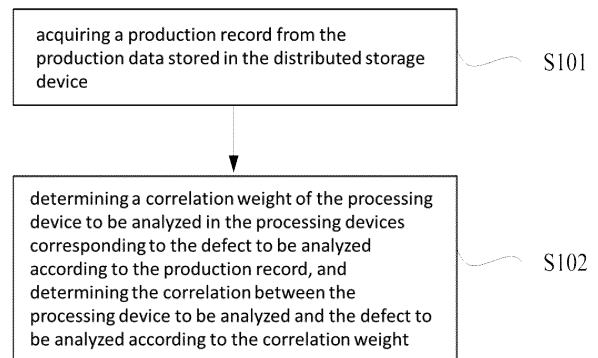 acquiring a production record from the
production data stored in the distributed storage
device
S101
determining a correlation weight of the processing
device to be analyzed in the processing devices
corresponding to the defect to be analyzed
according to the production record, and
determining the correlation between the
processing device to be analyzed and the defect to
be analyzed according to the correlation weight
S102